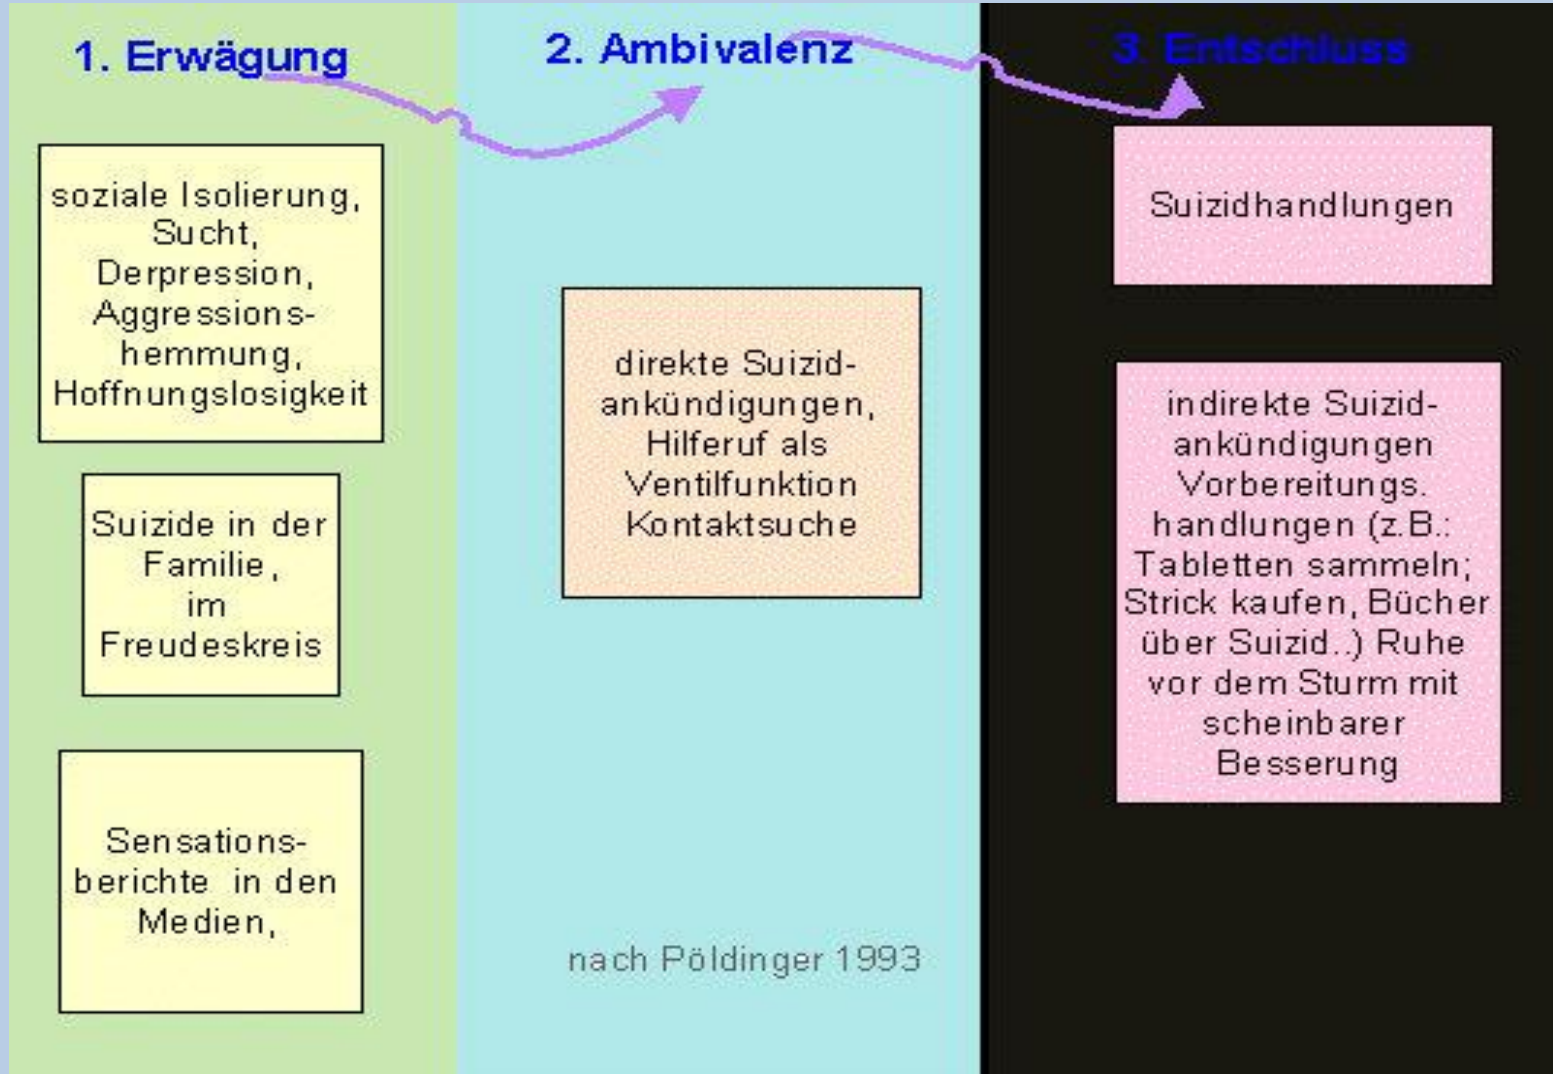 1. Erwägung
soziale Isolierung,
Sucht,
Derpression,
Aggressions-
hemmung,
Hoffnungslosigkeit
Suizide in der
Familie,
im
Freudeskreis
Sensations-
berichte in den
Medien,
2. Ambivalenz
direkte Suizid-
ankündigungen,
Hilferuf als
Ventilfunktion
Kontaktsuche
nach Pöldinger 1993
3. Entschluss
Suizidhandlungen
indirekte Suizid-
ankündigungen
Vorbereitungs.
handlungen (z.B.:
Tabletten sammeln;
Strick kaufen, Bücher
über Suizid..) Ruhe
vor dem Sturm mit
scheinbarer
Besserung